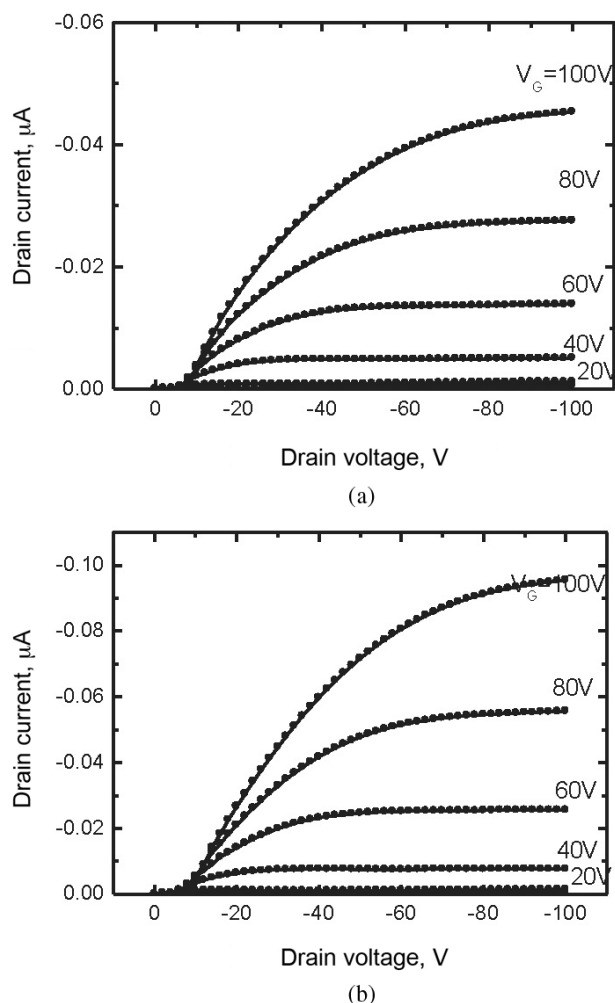 -0.06
V_G=100V
-0.04
80V
Drain current, μA
-0.02
60V
40V
20V
0.00
0 -20 -40 -60 -80 -100
Drain voltage, V
(a)
-0.10
V_G=100V
-0.08
80V
-0.06
Drain current, μA
-0.04
60V
-0.02
40V
20V
0.00
0 -20 -40 -60 -80 -100
Drain voltage, V
(b)